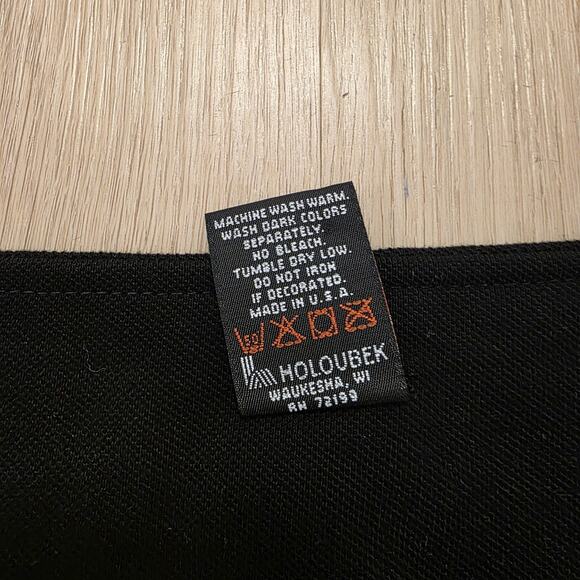 MACHINE WASH WARM.
WASH DARK COLORS
SEPARATELY.
NO BLEACH.
TUMBLE DRY LOW.
DO NOT IRON
IF DECORATED.
MADE IN U.S.A.
50
HOLOUBEK
WAUKESHA, WI
RN 72199